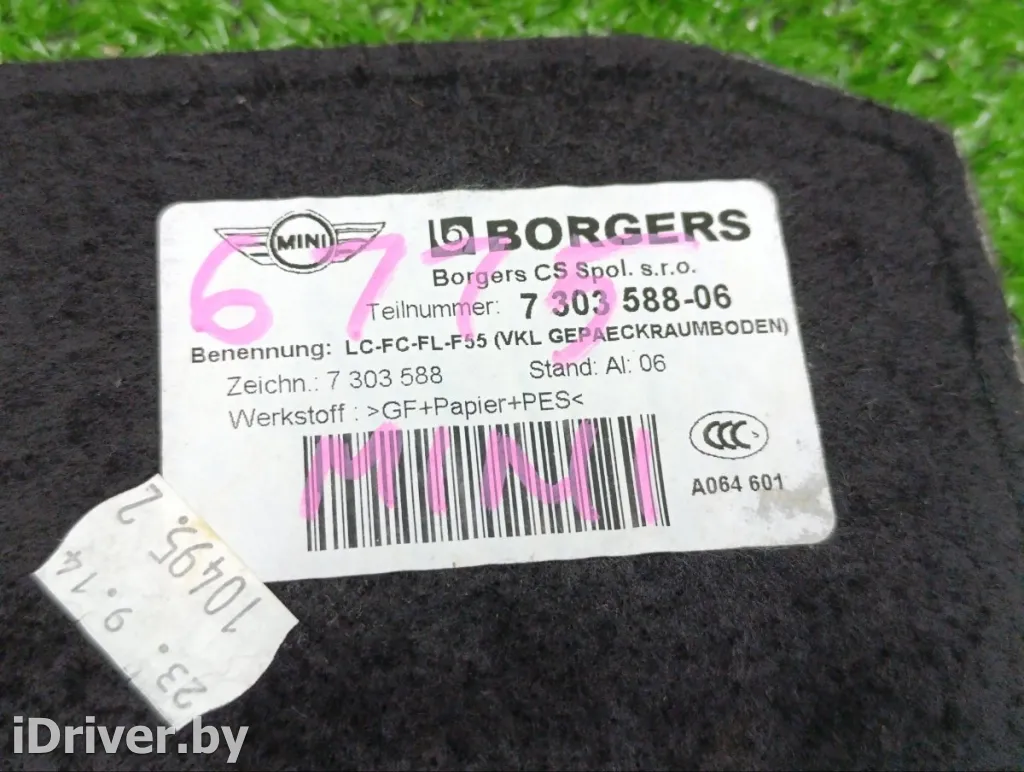 MINI
BORGERS
Borgers CS Spol. s.r.o.
Teilnummer: 7 303 588-06
Benennung: LC-FC-FL-F55 (VKL GEPAECKRAUMBODEN)
Zeichn.: 7 303 588 Stand: AI: 06
Werkstoff : >GF+Papier+PES<
CCC
A064 601
6775
MINI
10495.2
23. 9.14
iDriver.by